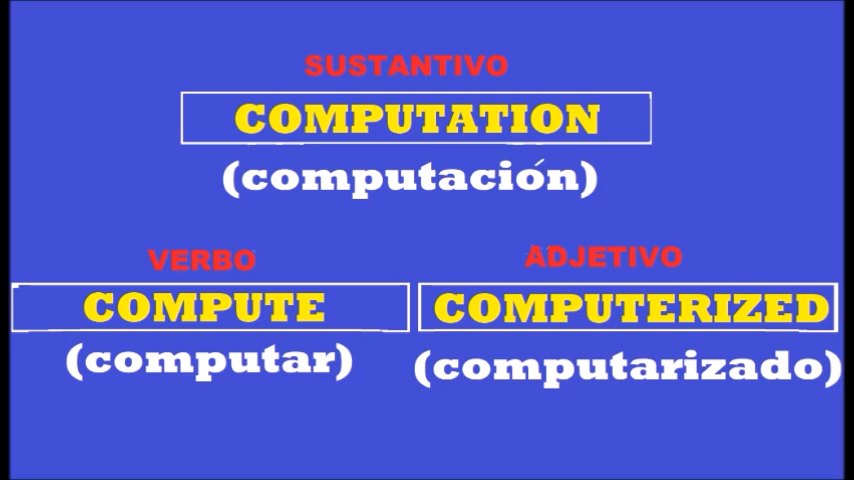 SUSTANTIVO
COMPUTATION
(computación)
VERBO
COMPUTE
(computar)
ADJETIVO
COMPUTERIZED
(computarizado)